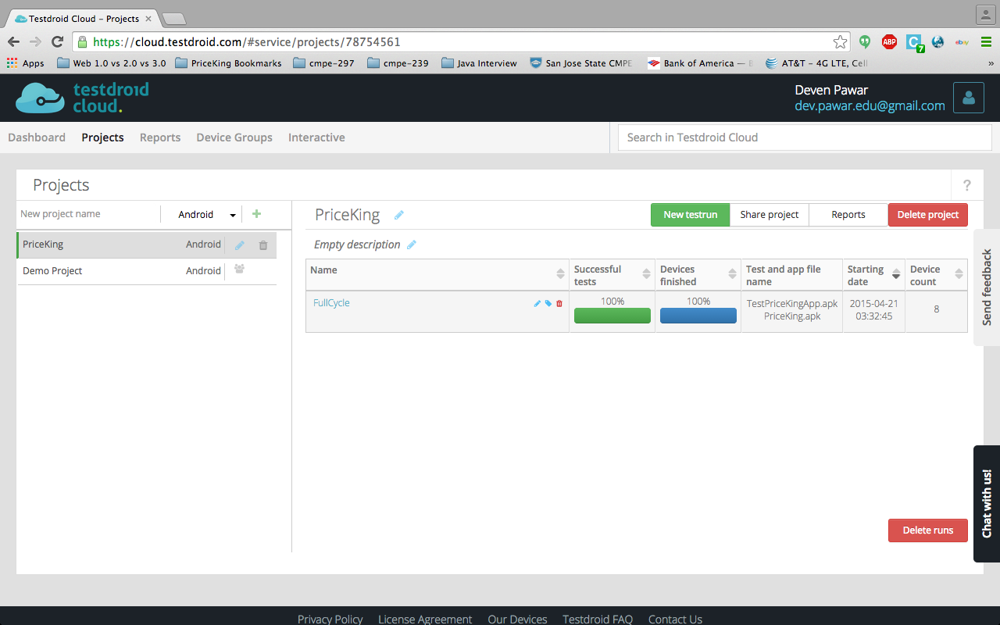 Testdroid Cloud – Projects
https://cloud.testdroid.com/#service/projects/78754561
ABP
C
7
ebay
Apps
Web 1.0 vs 2.0 vs 3.0
PriceKing Bookmarks
cmpe-297
cmpe-239
Java Interview
San Jose State CMPE
Bank of America —
AT&T – 4G LTE, Cell
»
testdroid
cloud.
Deven Pawar
dev.pawar.edu@gmail.com
Dashboard
Projects
Reports
Device Groups
Interactive
Search in Testdroid Cloud
Projects
?
New project name
Android
+
PriceKing
Android
Demo Project
Android
PriceKing
New testrun
Share project
Reports
Delete project
Empty description
Name
Successful
tests
Devices
finished
Test and app file
name
Starting
date
Device
count
FullCycle
100%
100%
TestPriceKingApp.apk
PriceKing.apk
2015-04-21
03:32:45
8
Send feedback
Chat with us!
Delete runs
Privacy Policy
License Agreement
Our Devices
Testdroid FAQ
Contact Us